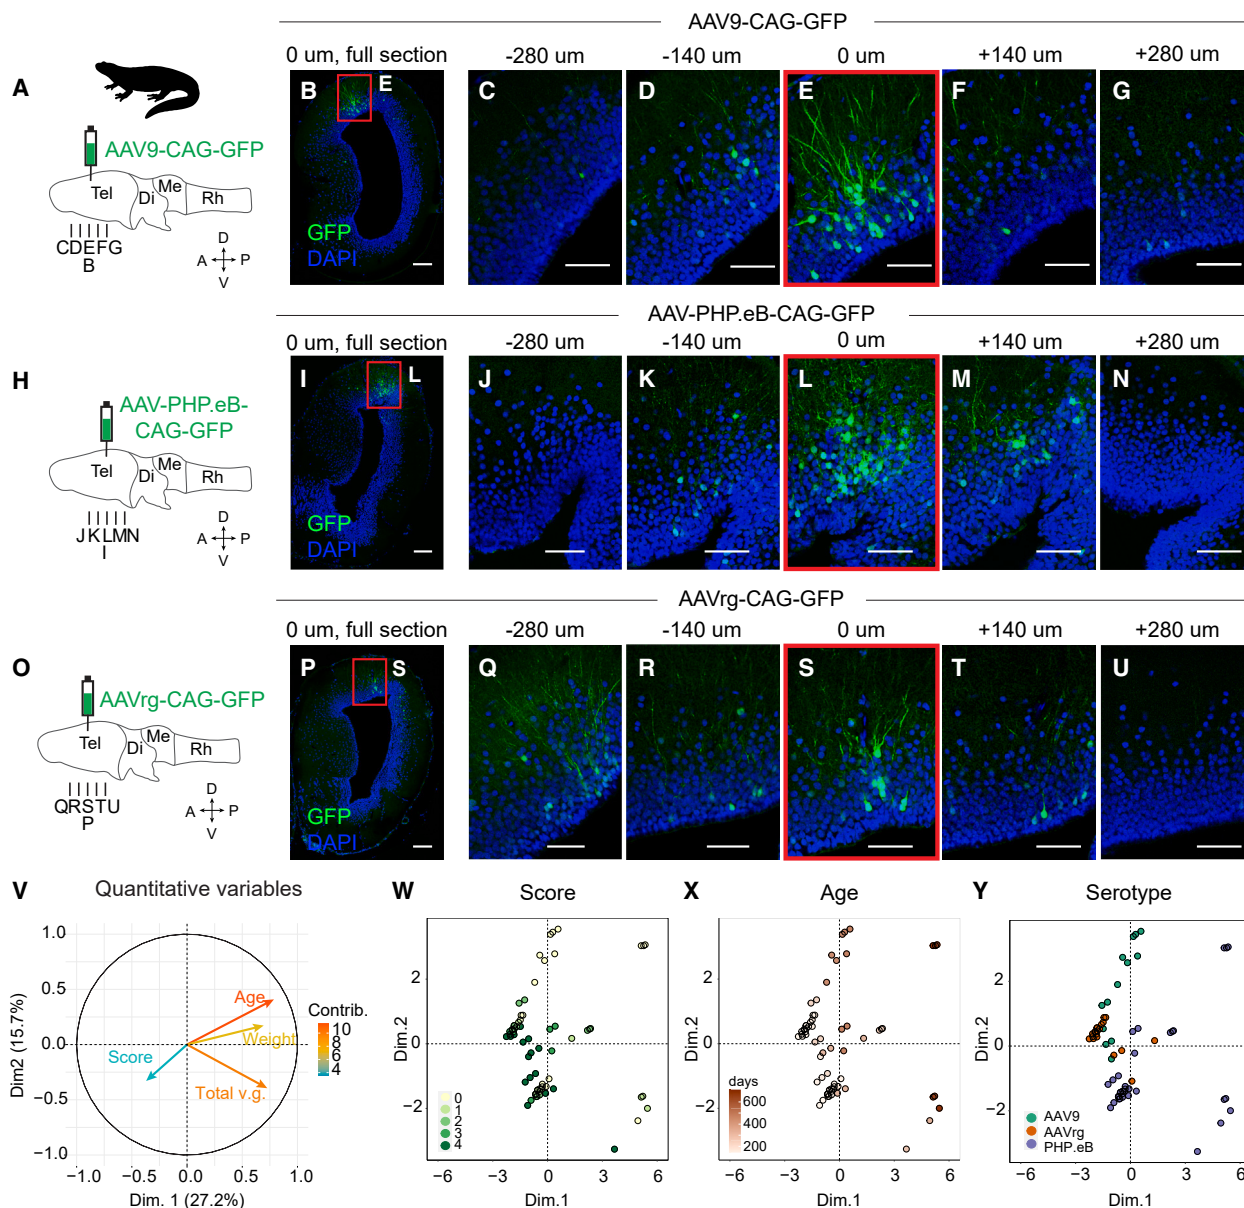 AAV9-CAG-GFP
0 um, full section
-280 um
-140 um
0 um
+140 um
+280 um
A
B
E
C
D
E
F
G
AAV9-CAG-GFP
Tel
Di
Me
Rh
CDEFG
B
D
A
P
V
GFP
DAPI
AAV-PHP.eB-CAG-GFP
0 um, full section
-280 um
-140 um
0 um
+140 um
+280 um
H
I
L
J
K
L
M
N
AAV-PHP.eB-
CAG-GFP
Tel
Di
Me
Rh
JKLMN
I
D
A
P
V
GFP
DAPI
AAVrg-CAG-GFP
0 um, full section
-280 um
-140 um
0 um
+140 um
+280 um
O
P
S
Q
R
S
T
U
AAVrg-CAG-GFP
Tel
Di
Me
Rh
QRSTU
P
D
A
P
V
GFP
DAPI
V
Quantitative variables
1.0
0.5
0.0
−0.5
−1.0
Dim2 (15.7%)
Age
Weight
Score
Total v.g.
Contrib.
10
8
6
4
−1.0
−0.5
0.0
0.5
1.0
Dim. 1 (27.2%)
W
Score
2
0
−2
Dim.2
0
1
2
3
4
−6
−3
0
3
6
Dim.1
X
Age
2
0
−2
Dim.2
days
600
400
200
−6
−3
0
3
6
Dim.1
Y
Serotype
2
0
−2
Dim.2
AAV9
AAVrg
PHP.eB
−6
−3
0
3
6
Dim.1